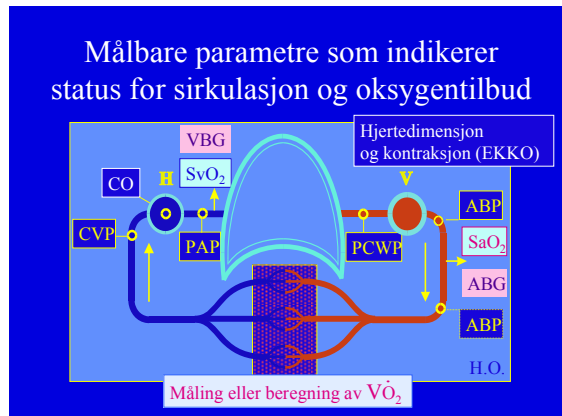 Målbare parametre som indikerer
status for sirkulasjon og oksygentilbud
VBG
SvO₂
Hjertedimensjon
og kontraksjon (EKKO)
CO
H
V
CVP
PAP
PCWP
ABP
SaO₂
ABG
ABP
H.O.
Måling eller beregning av V̇O₂